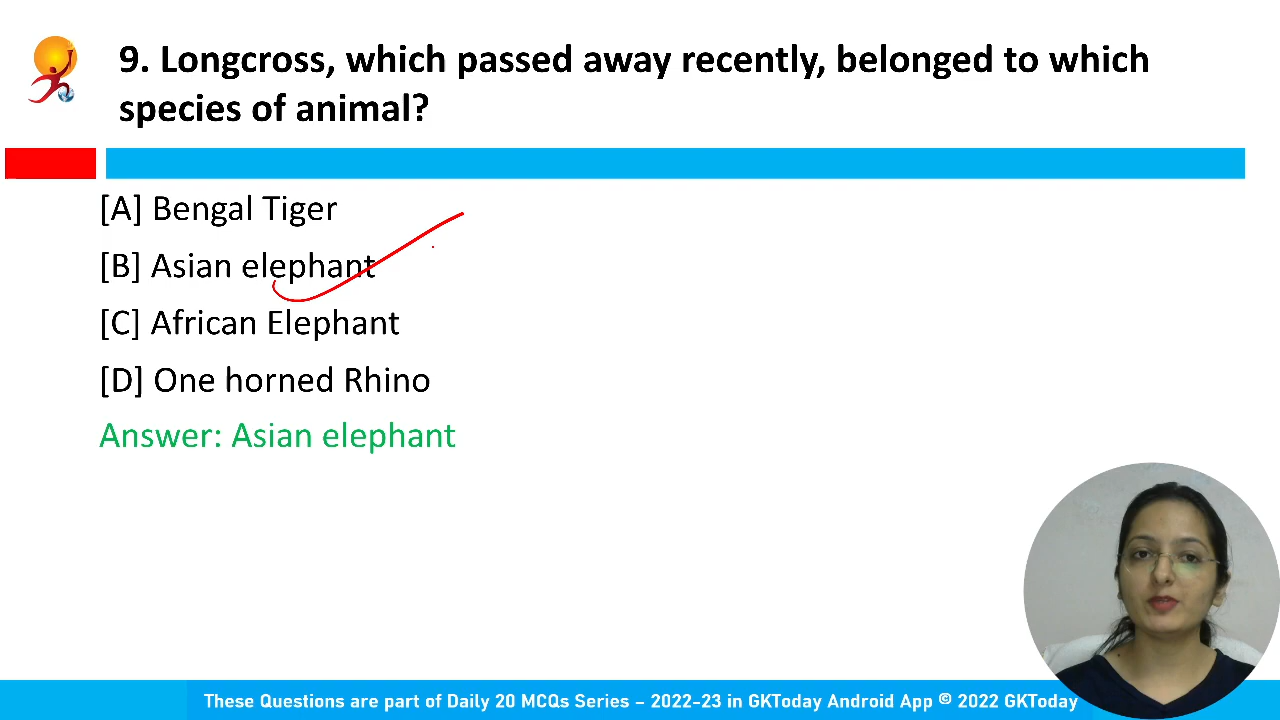 9. Longcross, which passed away recently, belonged to which
species of animal?
[A] Bengal Tiger
[B] Asian elephant
[C] African Elephant
[D] One horned Rhino
Answer: Asian elephant
These Questions are part of Daily 20 MCQs Series – 2022-23 in GKToday Android App © 2022 GKToday